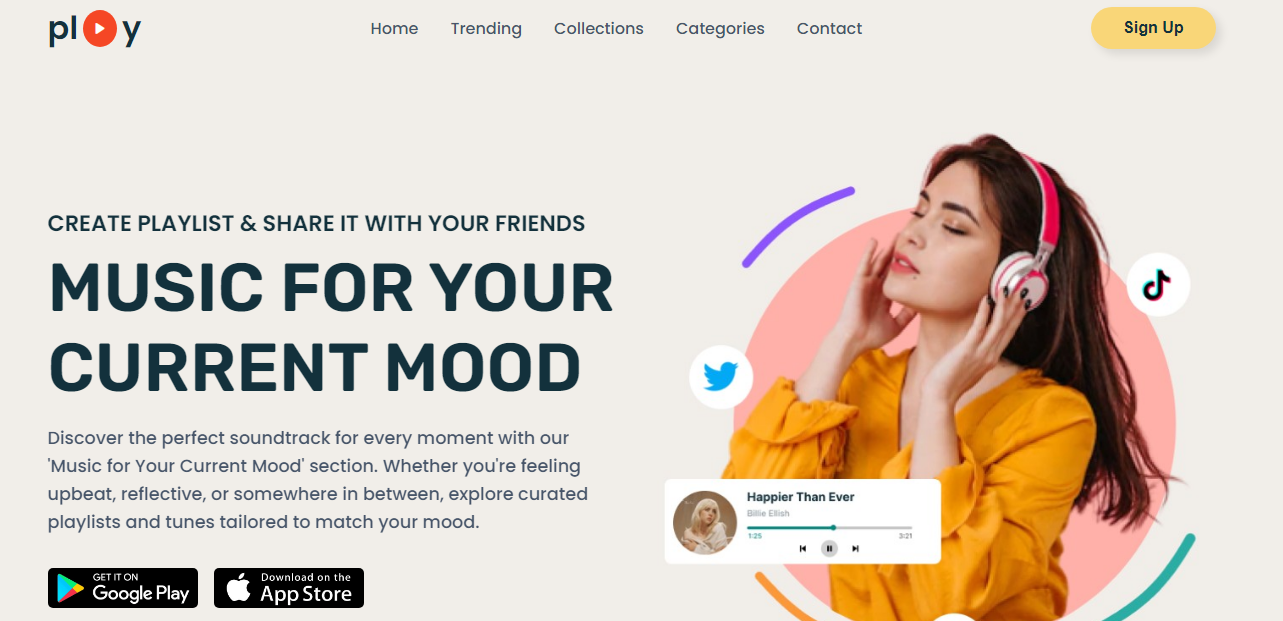 play
Home Trending Collections Categories Contact
Sign Up
CREATE PLAYLIST & SHARE IT WITH YOUR FRIENDS
MUSIC FOR YOUR
CURRENT MOOD
Discover the perfect soundtrack for every moment with our
'Music for Your Current Mood' section. Whether you're feeling
upbeat, reflective, or somewhere in between, explore curated
playlists and tunes tailored to match your mood.
Happier Than Ever
Billie Ellish
1:25 3:21
GET IT ON
Google Play
Download on the
App Store